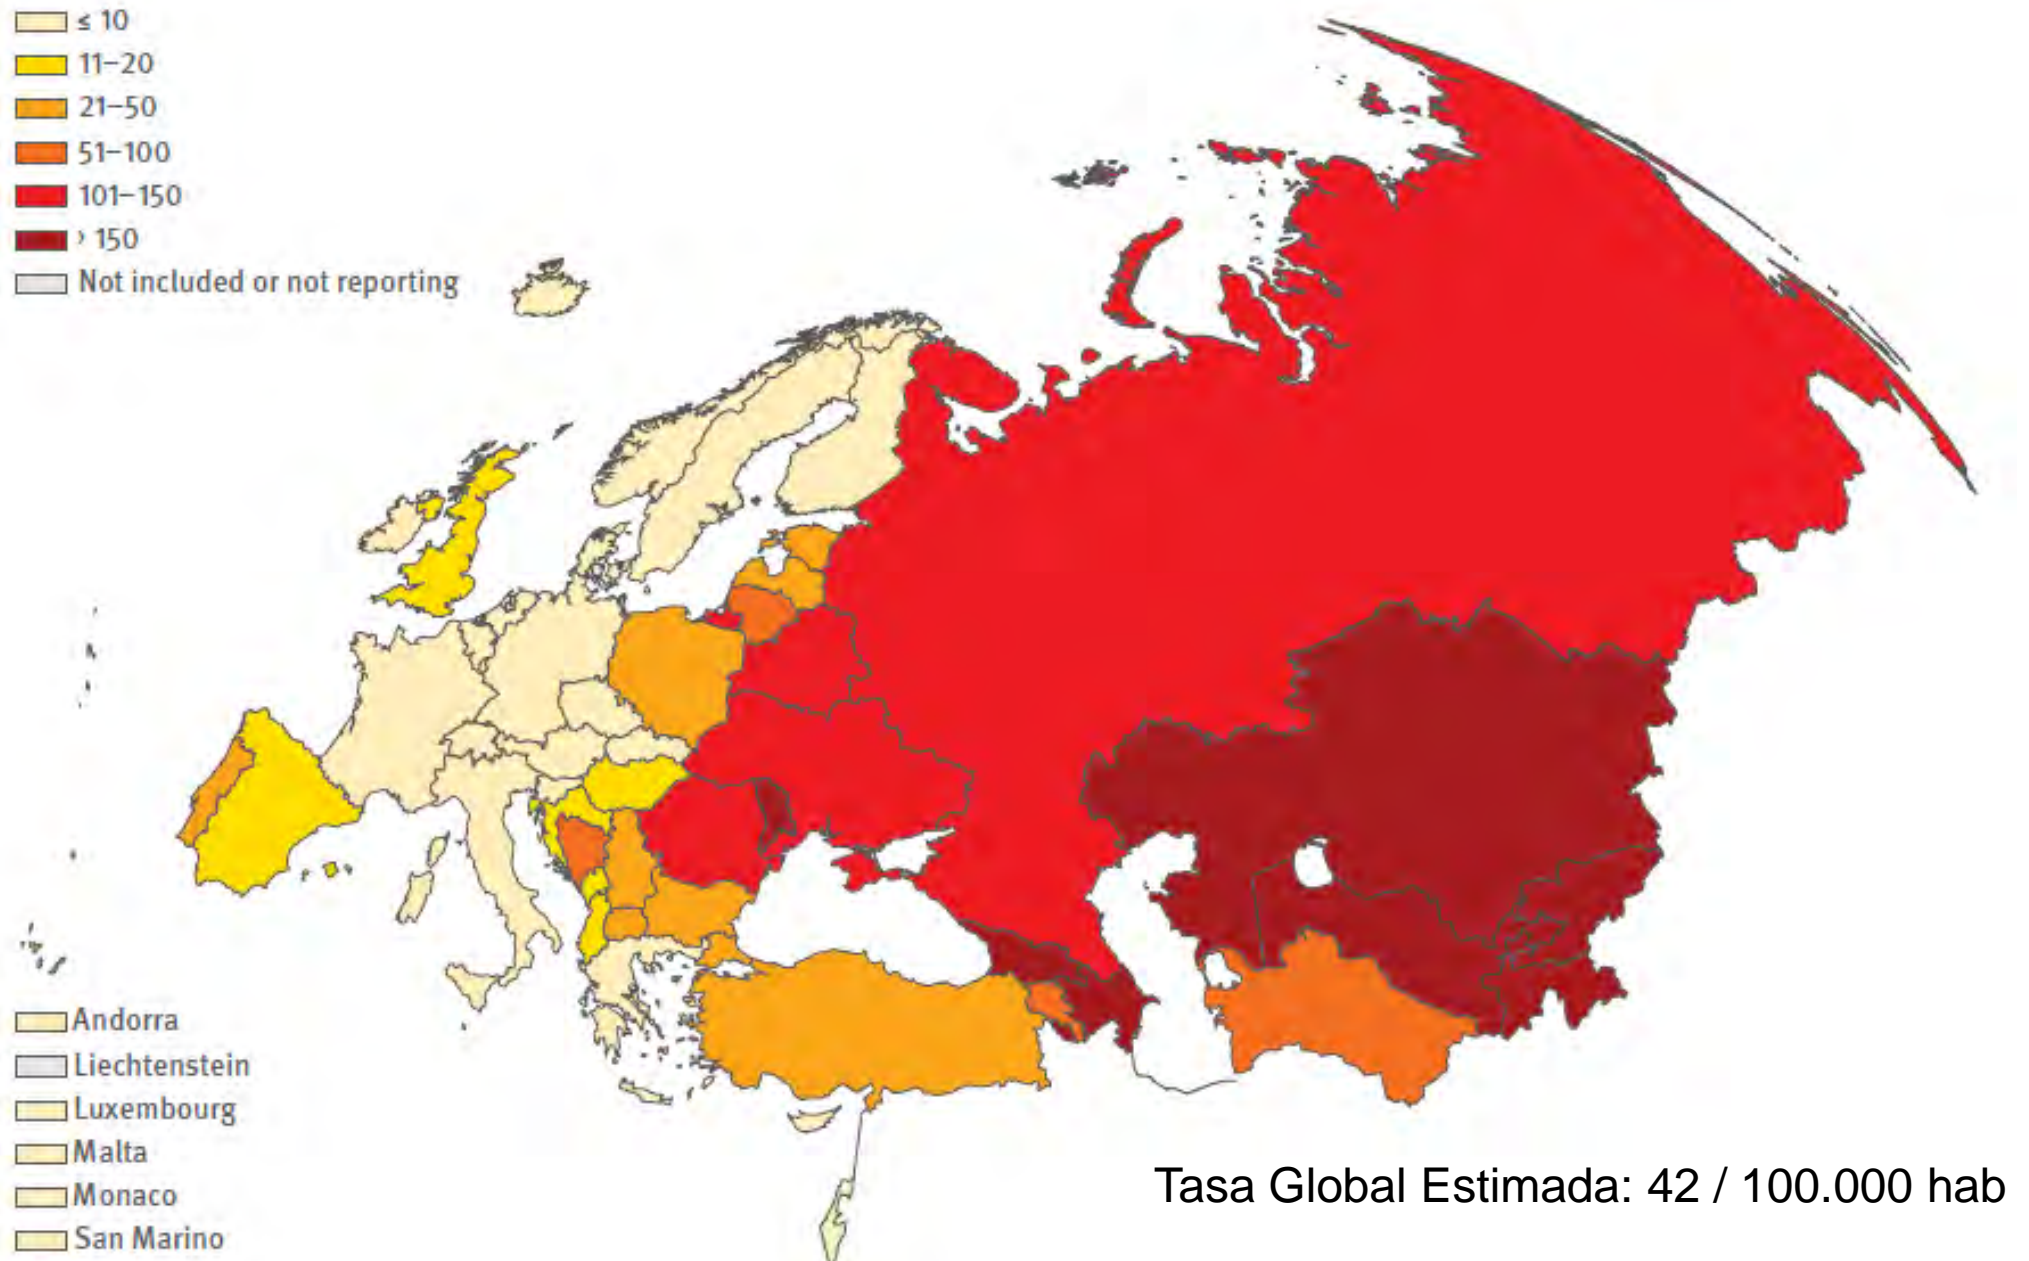 ≤ 10
11–20
21–50
51–100
101–150
› 150
Not included or not reporting
Andorra
Liechtenstein
Luxembourg
Malta
Monaco
San Marino
Tasa Global Estimada: 42 / 100.000 hab